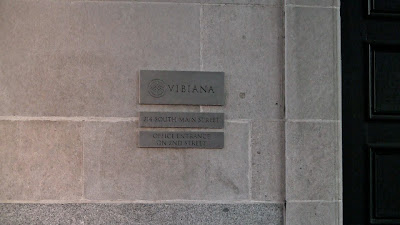 VIBIANA
214 SOUTH MAIN STREET
OFFICE ENTRANCE
ON 2ND STREET